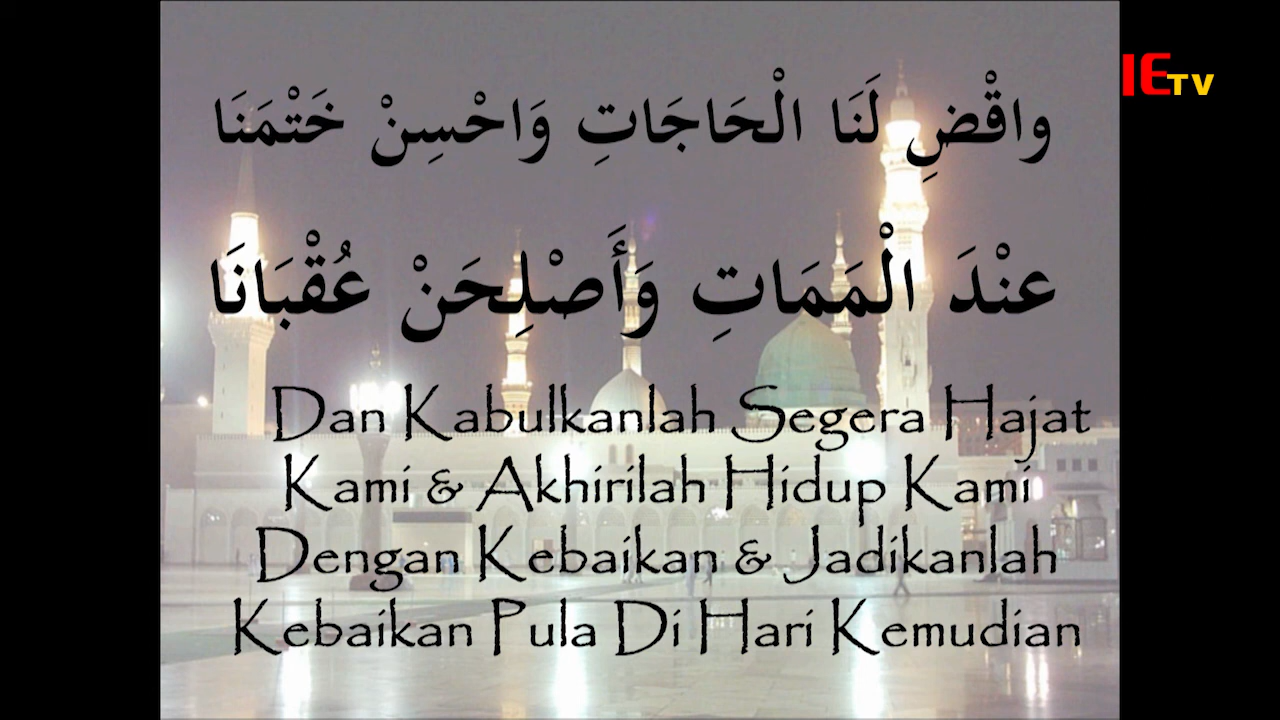 واقْضِ لَنَا الْحَاجَاتِ وَاحْسِنْ خَتْمَنَا
عنْدَ الْمَمَاتِ وَأَصْلِحَنْ عُقْبَانَا
Dan Kabulkanlah Segera Hajat
Kami & Akhirilah Hidup Kami
Dengan Kebaikan & Jadikanlah
Kebaikan Pula Di Hari Kemudian
IETV